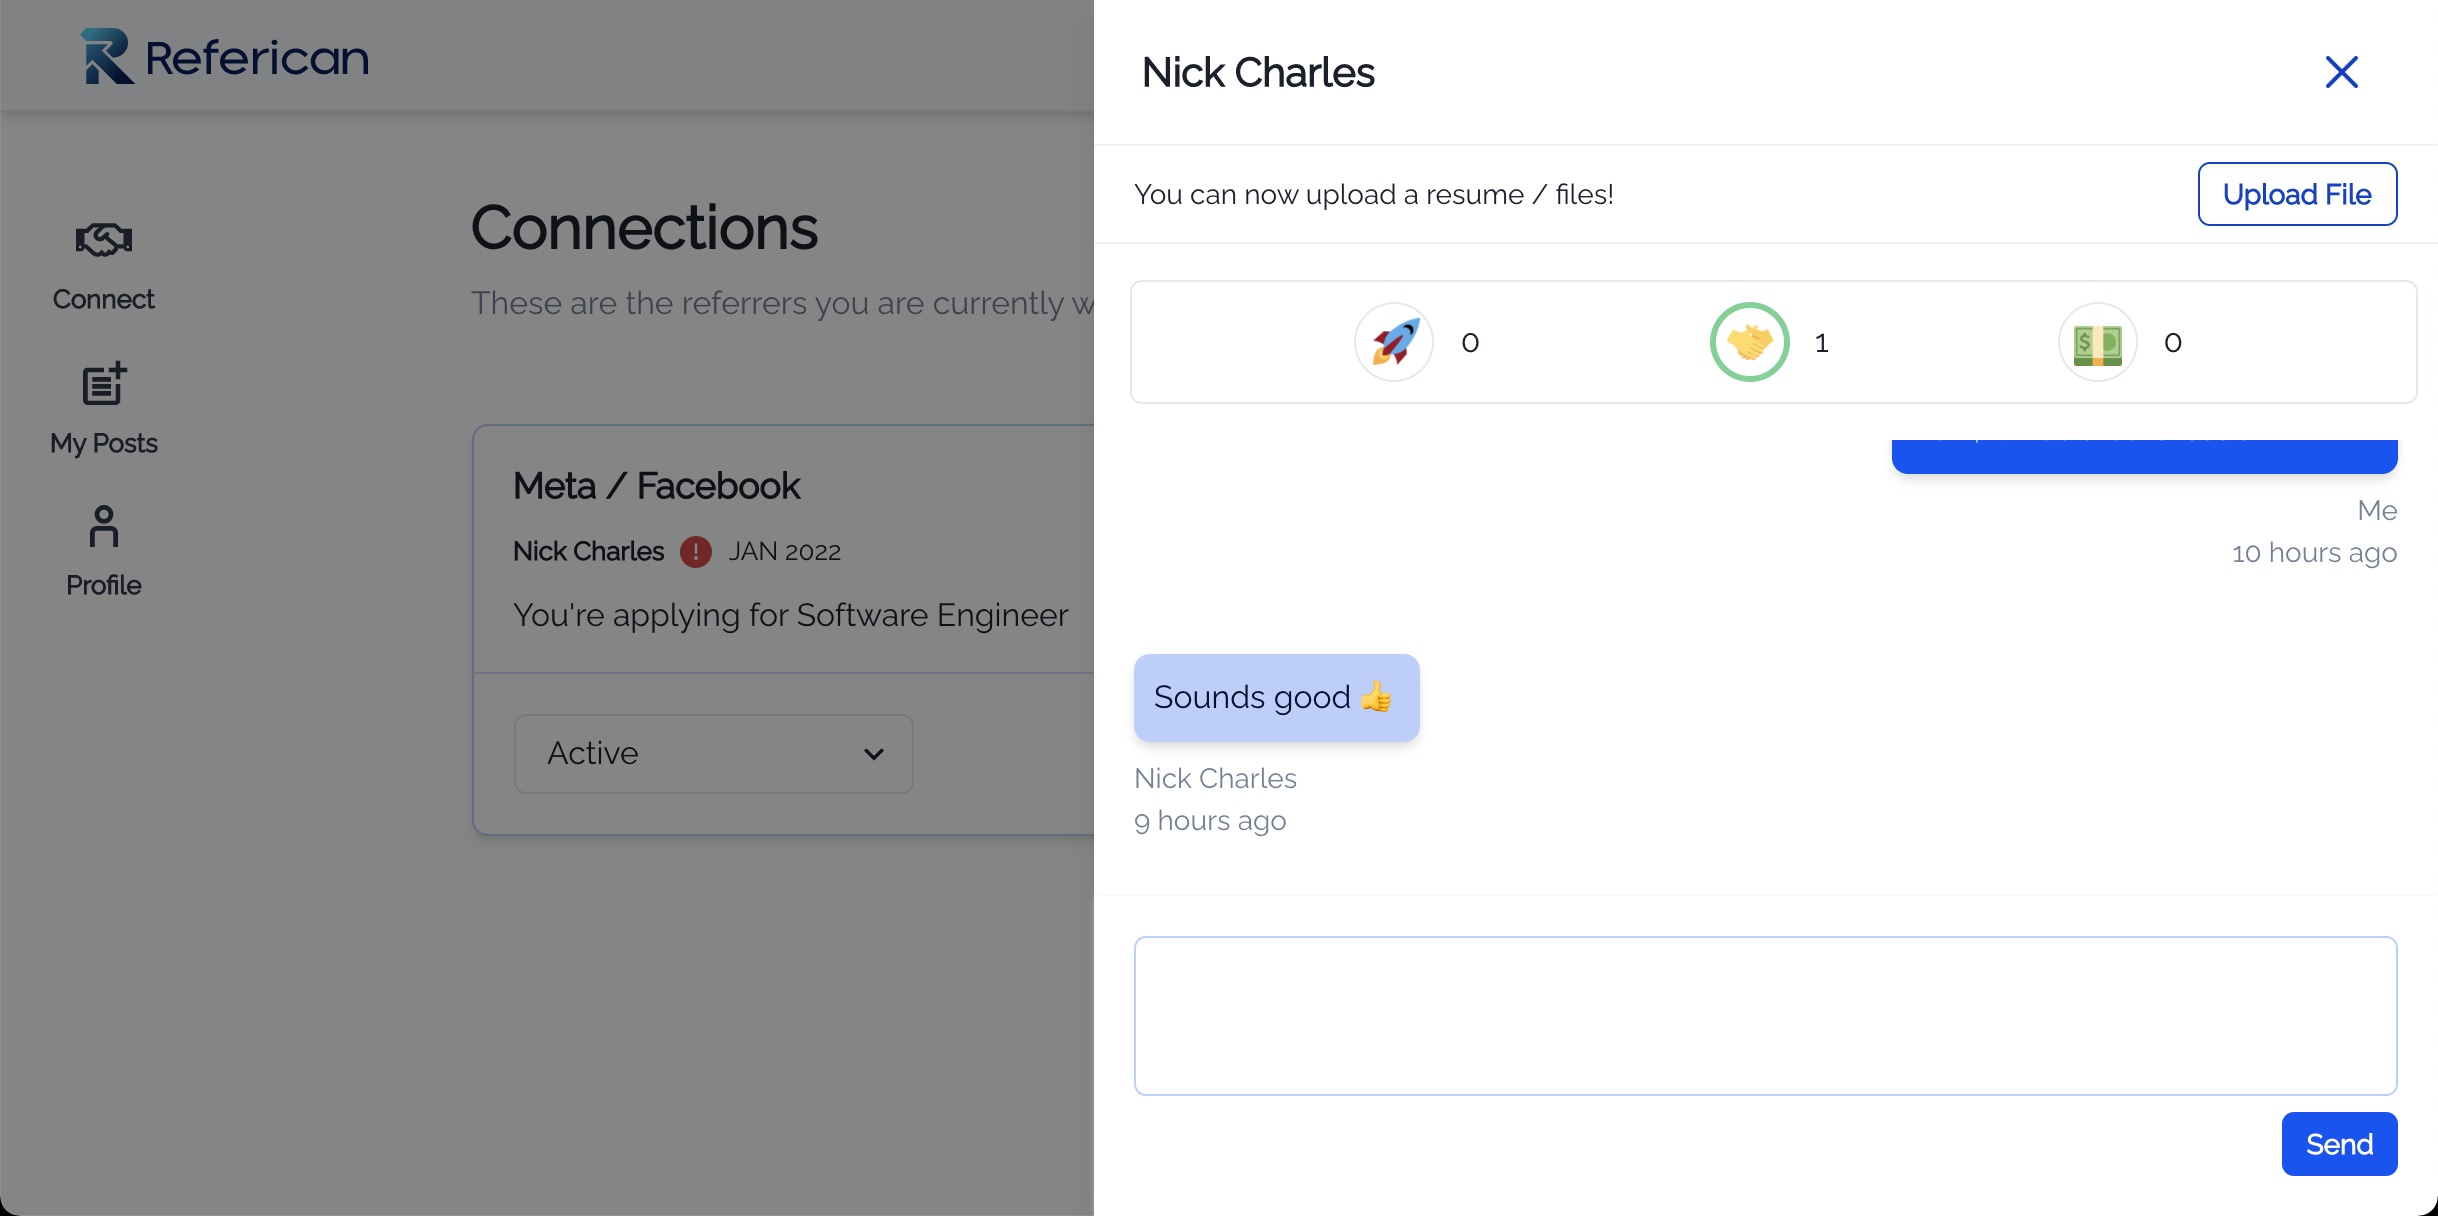 Referican
Connect
My Posts
Profile
Connections
These are the referrers you are currently
Meta / Facebook
Nick Charles ! JAN 2022
You're applying for Software Engineer
Active
Nick Charles
You can now upload a resume / files!
Upload File
0
1
0
Me
10 hours ago
Sounds good 👍
Nick Charles
9 hours ago
Send